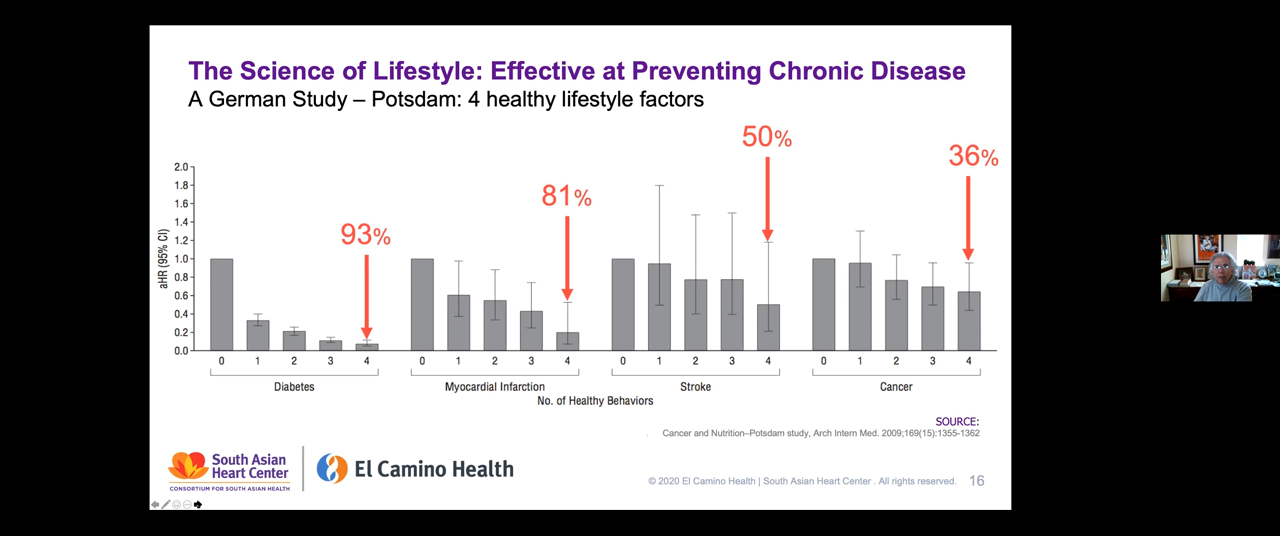 The Science of Lifestyle: Effective at Preventing Chronic Disease
A German Study – Potsdam: 4 healthy lifestyle factors
93%
81%
50%
36%
aHR (95% CI)
2.0
1.8
1.6
1.4
1.2
1.0
0.8
0.6
0.4
0.2
0.0
0 1 2 3 4 0 1 2 3 4 0 1 2 3 4 0 1 2 3 4
Diabetes Myocardial Infarction Stroke Cancer
No. of Healthy Behaviors
SOURCE:
Cancer and Nutrition–Potsdam study, Arch Intern Med. 2009;169(15):1355-1362
South Asian
Heart Center
CONSORTIUM FOR SOUTH ASIAN HEALTH
El Camino Health
© 2020 El Camino Health | South Asian Heart Center . All rights reserved. 16